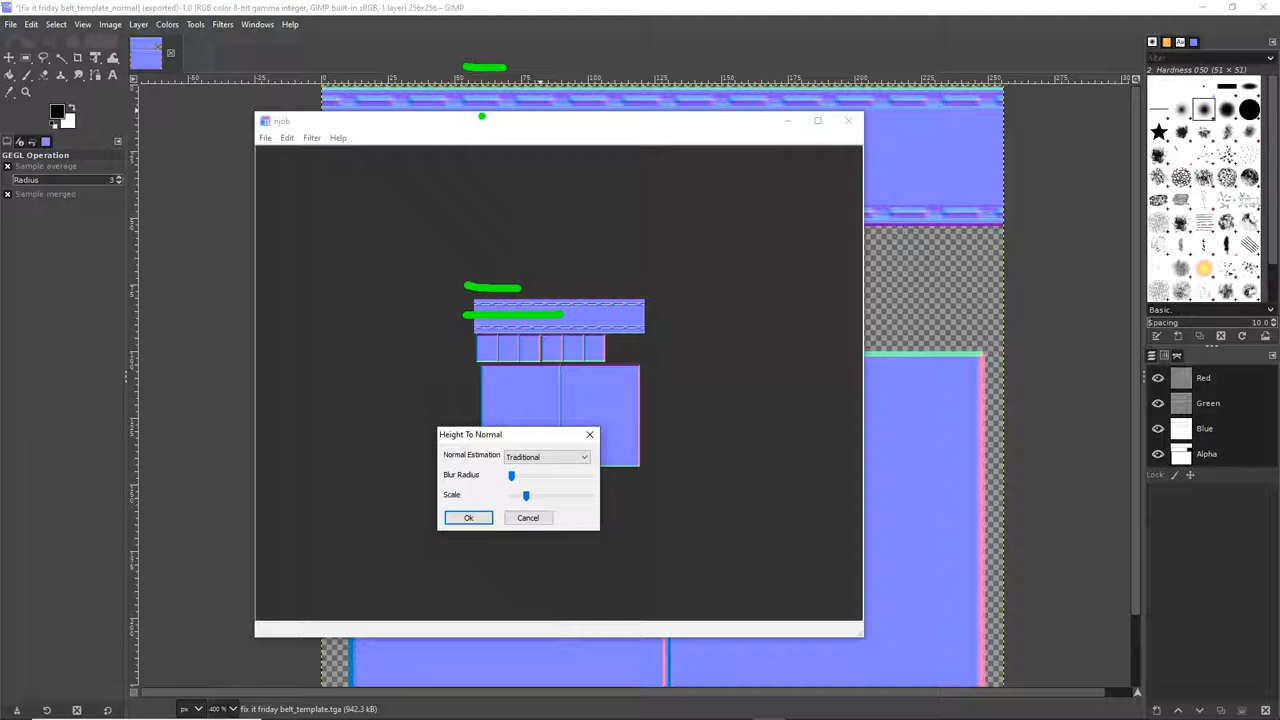 *[fix it friday belt_template_normal] (exported)-1.0 (RGB color 8-bit gamma integer, GIMP built-in sRGB, 1 layer) 256x256 – GIMP
File Edit Select View Image Layer Colors Tools Filters Windows Help
GEGL Operation
Sample average
Radius 3
Sample merged
njob
File Edit Filter Help
Height To Normal
Normal Estimation Traditional
Blur Radius
Scale
Ok Cancel
filter
2. Hardness 050 (51 × 51)
Basic,
Spacing 10.0
Red
Green
Blue
Alpha
Lock:
px 400 % fix it friday belt_template.tga (942.3 kB)